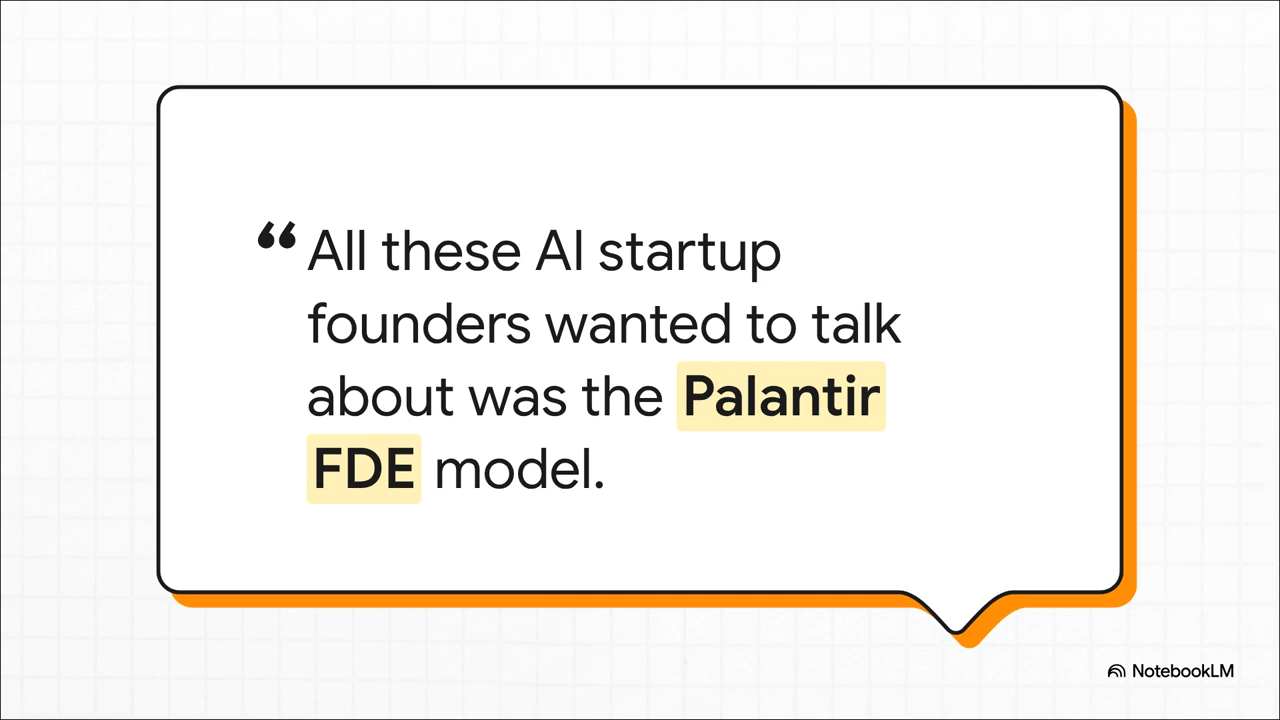 “All these AI startup
founders wanted to talk
about was the Palantir
FDE model.
NotebookLM